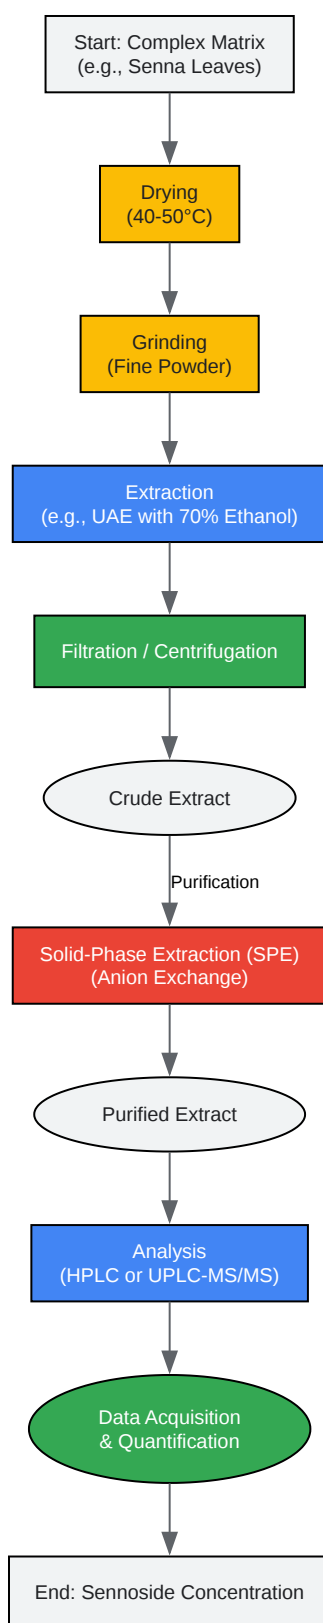 Start: Complex Matrix
(e.g., Senna Leaves)
Drying
(40-50°C)
Grinding
(Fine Powder)
Extraction
(e.g., UAE with 70% Ethanol)
Filtration / Centrifugation
Crude Extract
Purification
Solid-Phase Extraction (SPE)
(Anion Exchange)
Purified Extract
Analysis
(HPLC or UPLC-MS/MS)
Data Acquisition
& Quantification
End: Sennoside Concentration